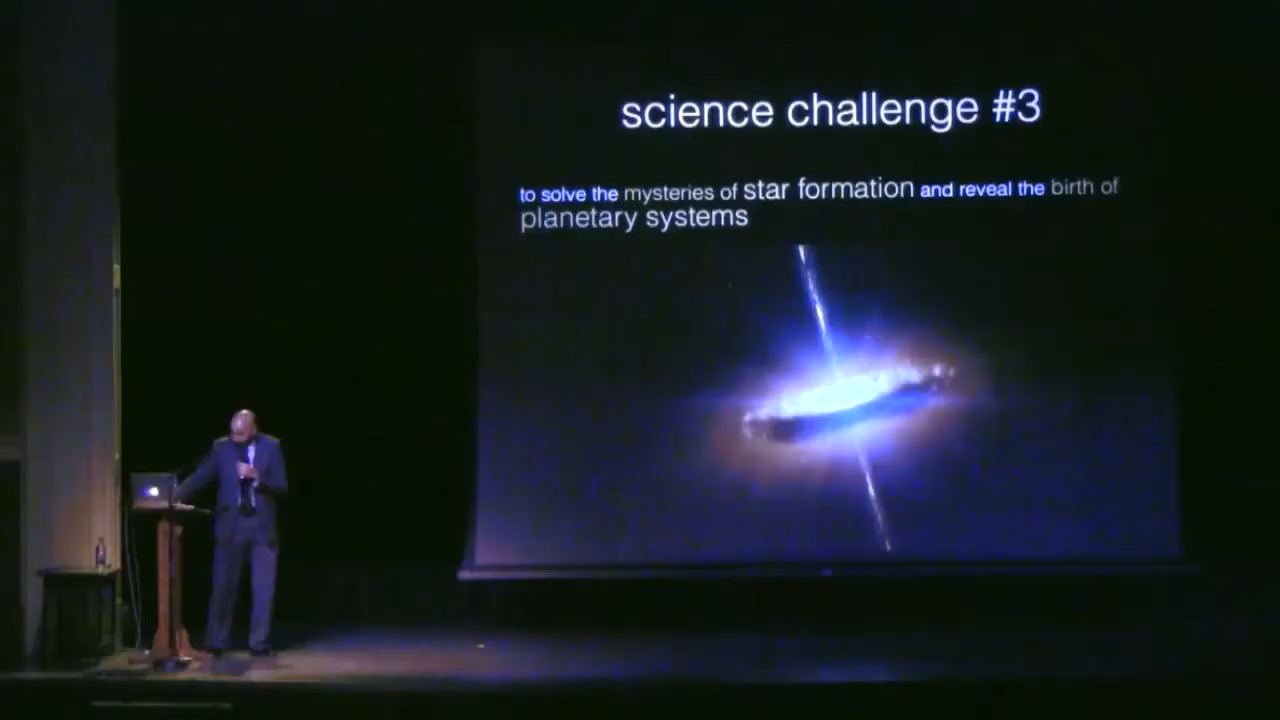 science challenge #3
to solve the mysteries of star formation and reveal the birth of
planetary systems